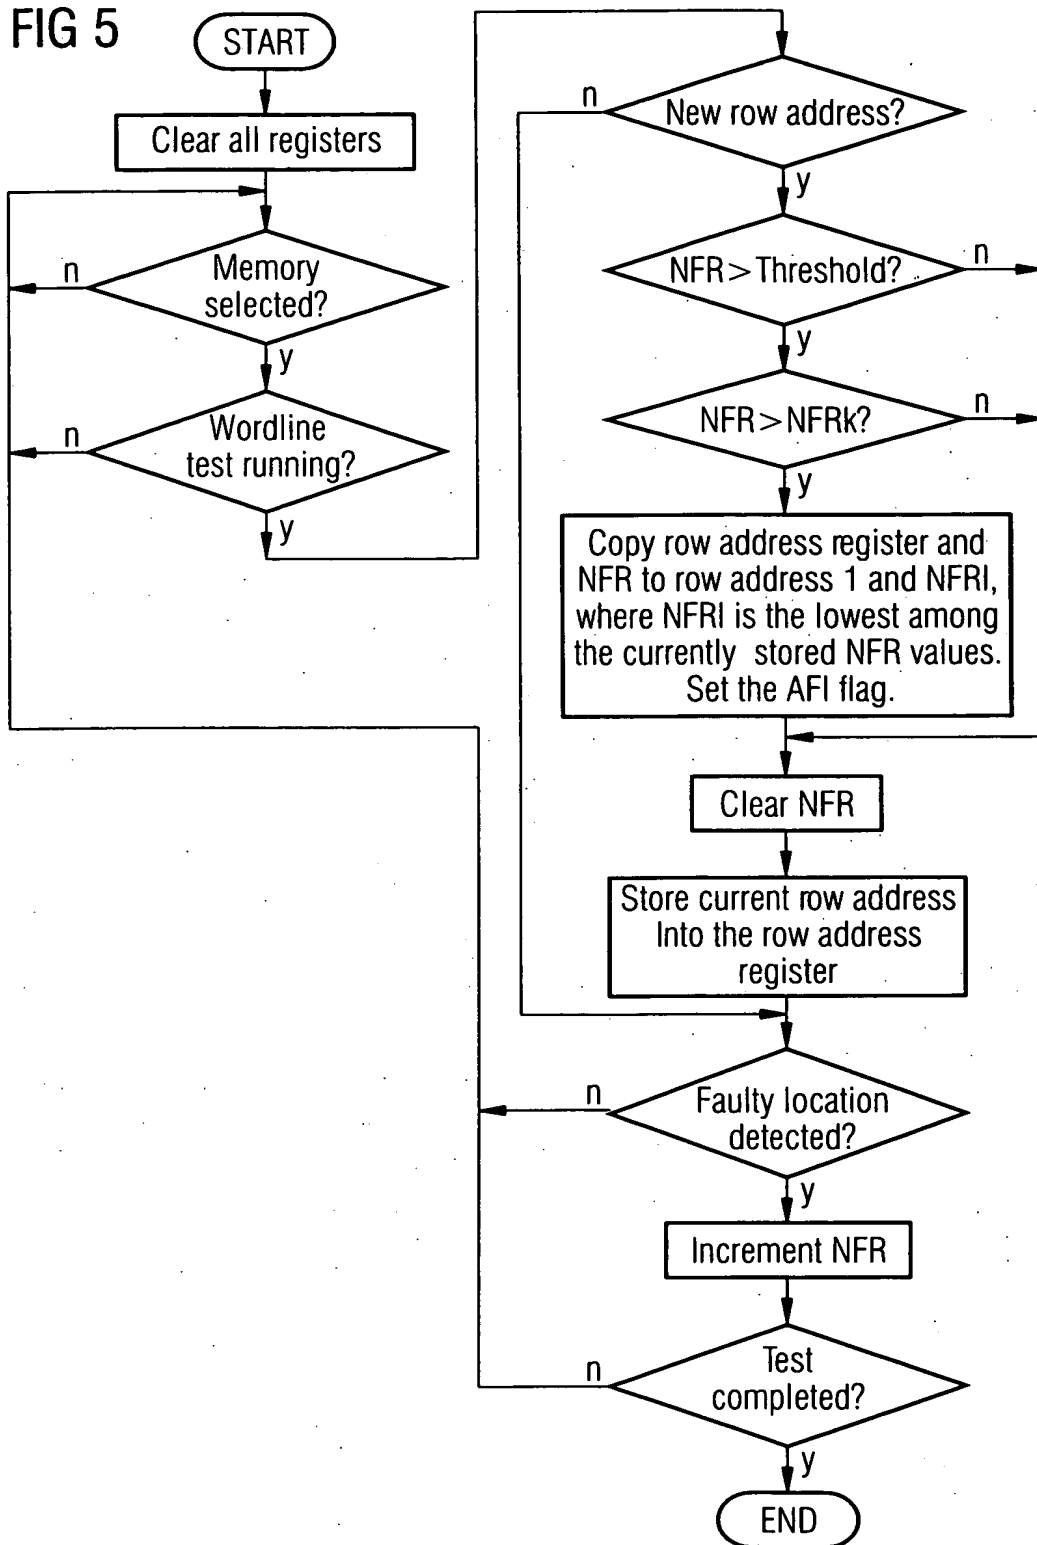 FIG 5
START
Clear all registers
n
Memory
selected?
y
n
Wordline
test running?
y
n
New row address?
y
NFR > Threshold?
n
y
NFR > NFRk?
n
y
Copy row address register and
NFR to row address 1 and NFRl,
where NFRl is the lowest among
the currently stored NFR values.
Set the AFl flag.
Clear NFR
Store current row address
Into the row address
register
n
Faulty location
detected?
y
Increment NFR
n
Test
completed?
y
END